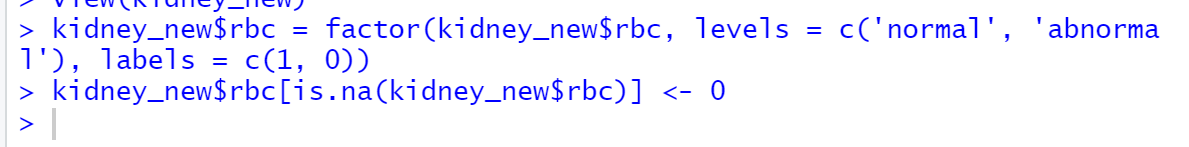 > View(kidney_new)
> kidney_new$rbc = factor(kidney_new$rbc, levels = c('normal', 'abnorma
l'), labels = c(1, 0))
> kidney_new$rbc[is.na(kidney_new$rbc)] <- 0
>